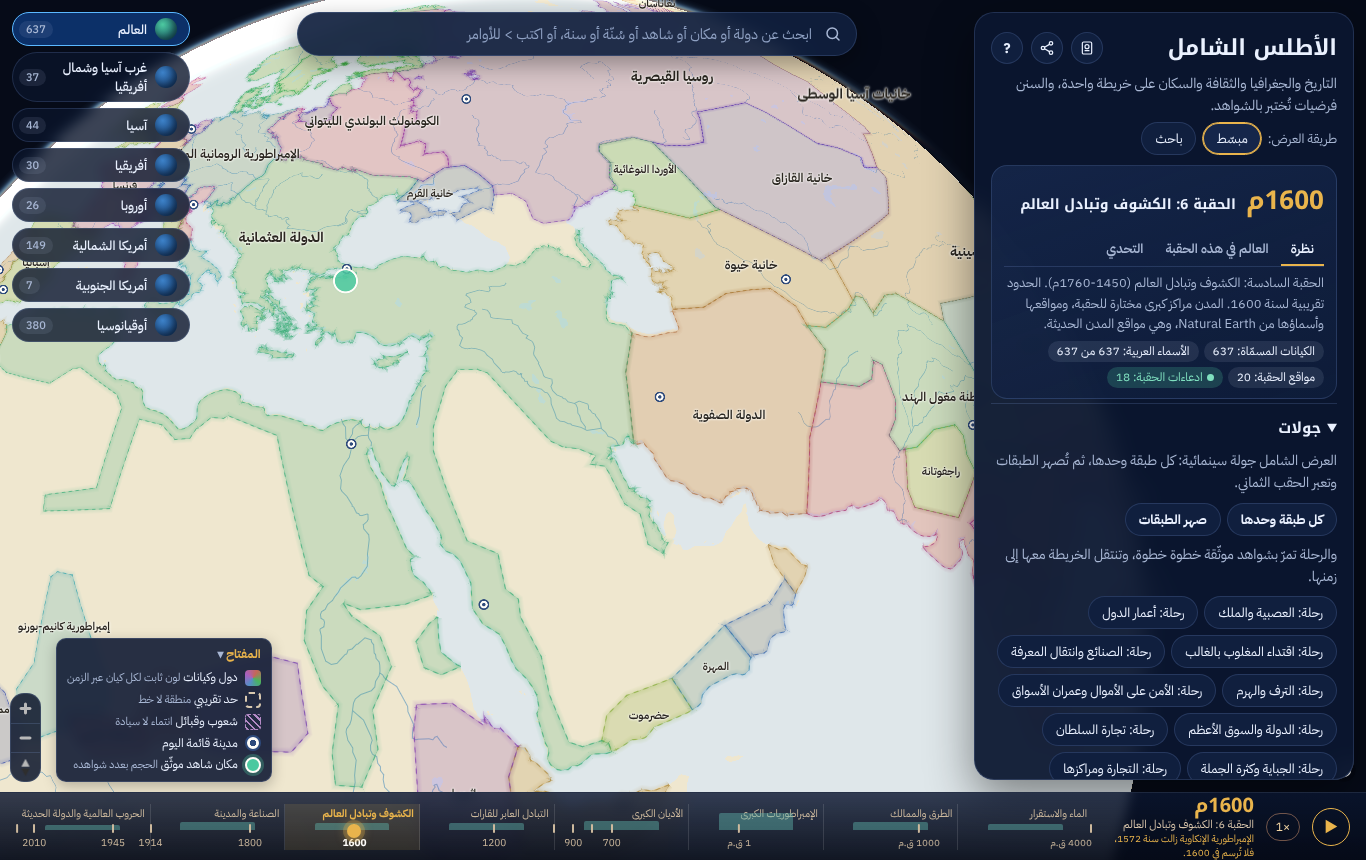 الأطلس الشامل
?
التاريخ والجغرافيا والثقافة والسكان على خريطة واحدة، والسنن
فرضيات تُختبر بالشواهد.
طريقة العرض:
مبسّط
باحث
1600م
الحقبة 6: الكشوف وتبادل العالم
نظرة
العالم في هذه الحقبة
التحدي
الحقبة السادسة: الكشوف وتبادل العالم (1450-1760م). الحدود
تقريبية لسنة 1600. المدن مراكز كبرى مختارة للحقبة، ومواقعها
وأسماؤها من Natural Earth، وهي مواقع المدن الحديثة.
الكيانات المسمّاة: 637
الأسماء العربية: 637 من 637
مواقع الحقبة: 20
ادعاءات الحقبة: 18
▼ جولات
العرض الشامل جولة سينمائية: كل طبقة وحدها، ثم تُصهر الطبقات
وتعبر الحقب الثماني.
كل طبقة وحدها
صهر الطبقات
والرحلة تمرّ بشواهد موثّقة خطوة خطوة، وتنتقل الخريطة معها إلى
زمنها.
رحلة: العصبية والملك
رحلة: أعمار الدول
رحلة: اقتداء المغلوب بالغالب
رحلة: الصنائع وانتقال المعرفة
رحلة: الترف والهرم
رحلة: الأمن على الأموال وعمران الأسواق
رحلة: الدولة والسوق الأعظم
رحلة: تجارة السلطان
رحلة: الجباية وكثرة الجملة
رحلة: التجارة ومراكزها
ابحث عن دولة أو مكان أو شاهد أو سُنّة أو سنة، أو اكتب > للأوامر
العالم 637
غرب آسيا وشمال
أفريقيا 37
آسيا 44
أفريقيا 30
أوروبا 26
أمريكا الشمالية 149
أمريكا الجنوبية 7
أوقيانوسيا 380
روسيا القيصرية
خانيات آسيا الوسطى
الكومنولث البولندي الليتواني
الإمبراطورية الرومانية
فرنسا
الأوردا النوغائية
خانية القازاق
خانية القرم
الدولة العثمانية
خانية خيوة
الدولة الصفوية
مغول الهند
راجفوتانة
المهرة
حضرموت
إمبراطورية كانيم-بورنو
المفتاح ▼
دول وكيانات لون ثابت لكل كيان عبر الزمن
حد تقريبي منطقة لا خط
شعوب وقبائل انتماء لا سيادة
مدينة قائمة اليوم
مكان شاهد موثّق الحجم بعدد شواهده
+
−
▲
1600م
الحقبة 6: الكشوف وتبادل العالم
الإمبراطورية الإنكاوية زالت سنة 1572،
فلا تُرسم في 1600.
1×
الماء والاستقرار
4000 ق.م
الطرق والممالك
1000 ق.م
الإمبراطوريات الكبرى
1 ق.م
الأديان الكبرى
700
900
التبادل العابر للقارات
1200
الكشوف وتبادل العالم
1600
الصناعة والمدينة
1800
الحروب العالمية والدولة الحديثة
1914
1945
2010